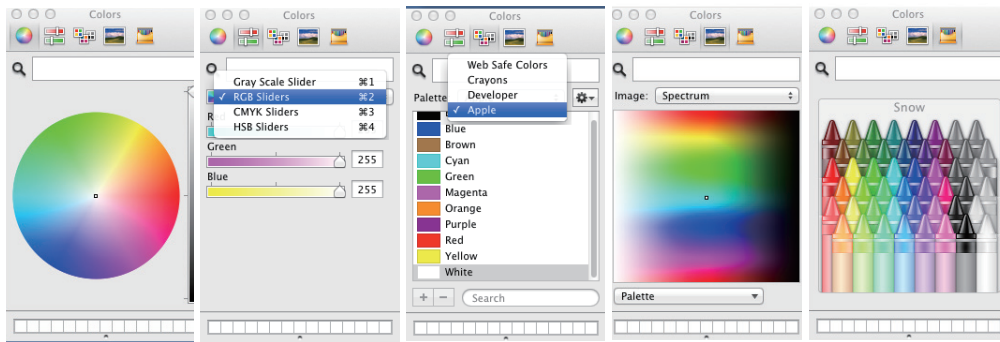 Colors
Gray Scale Slider ⌘1
✓ RGB Sliders ⌘2
CMYK Sliders ⌘3
HSB Sliders ⌘4
Green
255
Blue
255
Colors
Web Safe Colors
Crayons
Developer
✓ Apple
Palette
Blue
Brown
Cyan
Green
Magenta
Orange
Purple
Red
Yellow
White
+ −
Search
Colors
Image: Spectrum
Palette
Colors
Snow
Colors